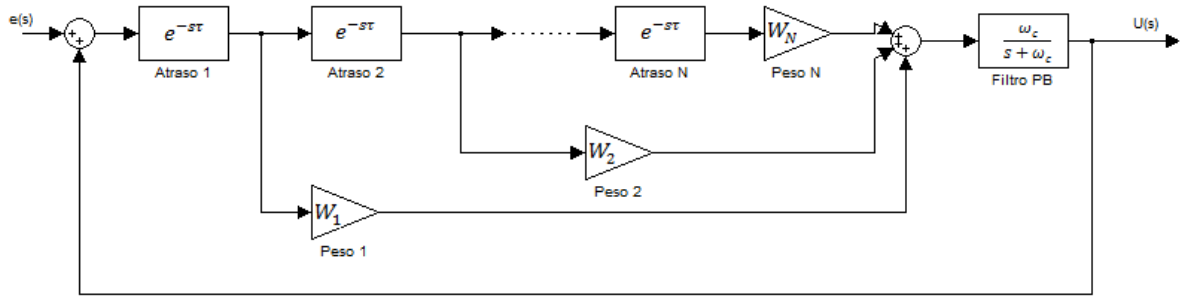 e(s)
+
+
e^{-sτ}
Atraso 1
e^{-sτ}
Atraso 2
e^{-sτ}
Atraso N
W_N
Peso N
+
+
+
ω_c
s + ω_c
Filtro PB
U(s)
W_2
Peso 2
W_1
Peso 1